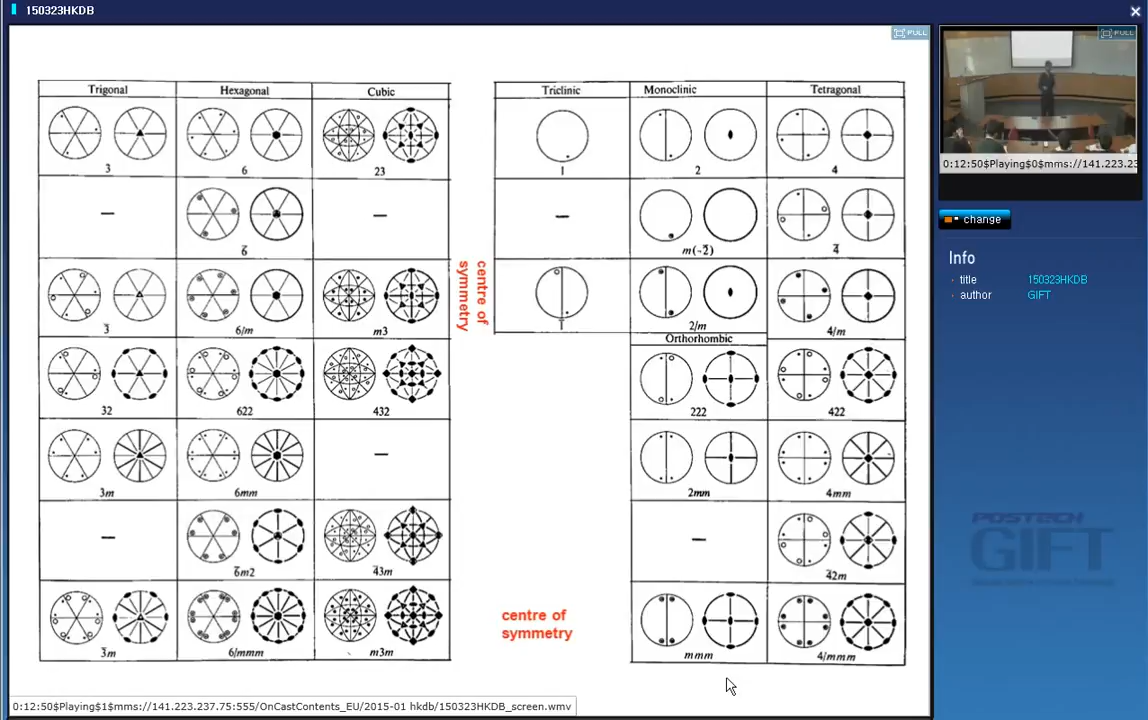 150323HKDB
FULL
FULL
Trigonal Hexagonal Cubic
3 6 23
— 6̅ —
3̅ 6/m m3
32 622 432
3m 6mm —
— 6̅m2 4̅3m
3̅m 6/mmm m3m
centre of
symmetry
centre of
symmetry
Triclinic Monoclinic Tetragonal
1 2 4
— m(-2̅) 4̅
1̅ 2/m 4/m
Orthorhombic
222 422
2mm 4mm
— 4̅2m
mmm 4/mmm
0:12:50$Playing$1$mms://141.223.237.75:555/OnCastContents_EU/2015-01 hkdb/150323HKDB_screen.wmv
0:12:50$Playing$0$mms://141.223.23
change
Info
· title 150323HKDB
· author GIFT
POSTECH
GIFT